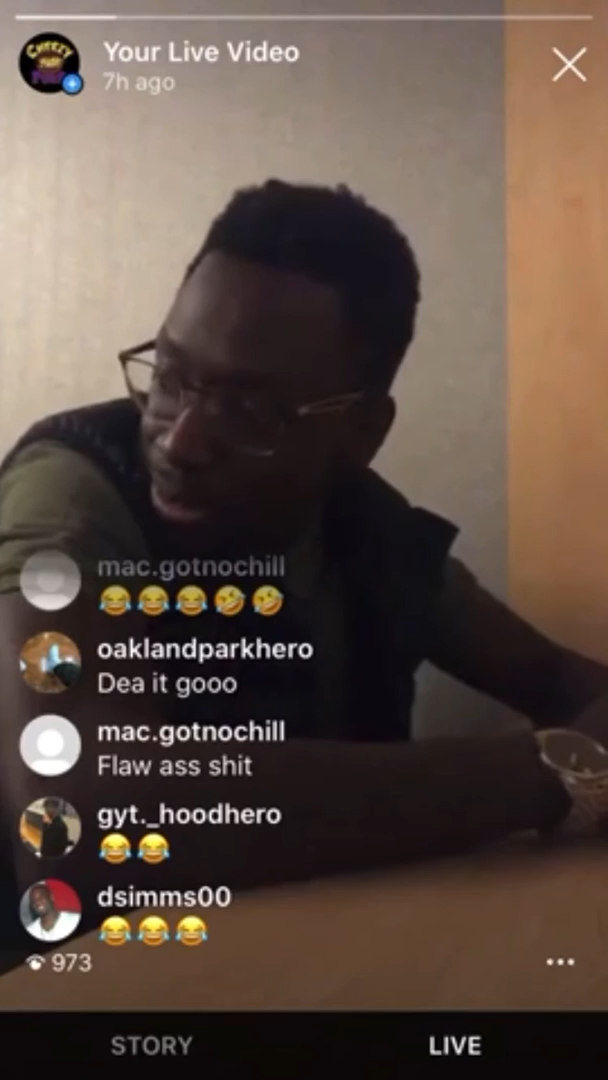 CHEEZY
Your Live Video
7h ago
mac.gotnochill
😂😂😂🤣🤣
oaklandparkhero
Dea it gooo
mac.gotnochill
Flaw ass shit
gyt._hoodhero
😂😂
dsimms00
😂😂😂
973
STORY
LIVE